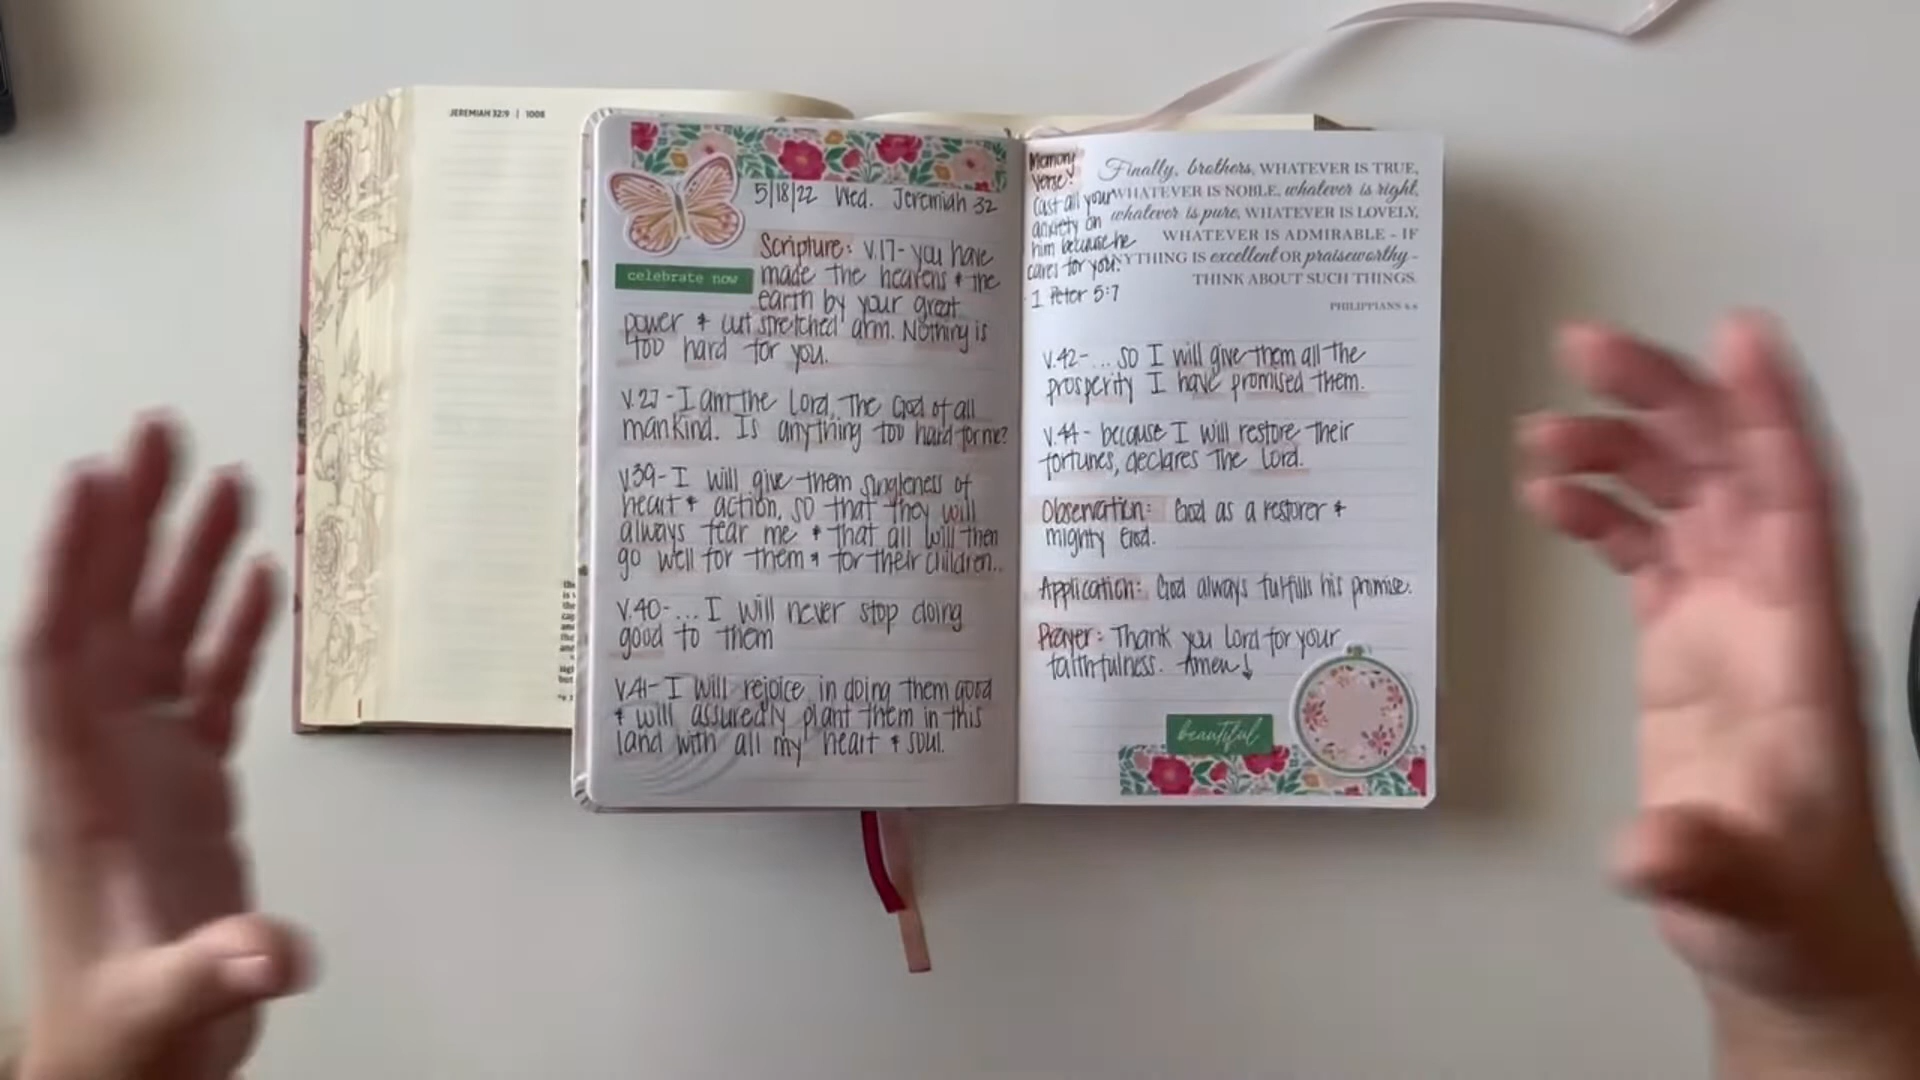 JEREMIAH 32:9 | 1008
5/18/22 Wed. Jeremiah 32
celebrate now
Scripture: v.17- you have
made the heavens & the
earth by your great
power & out stretched arm. Nothing is
too hard for you.
v.27- I am the Lord, the God of all
mankind. Is anything too hard for me?
v.39- I will give them singleness of
heart & action, so that they will
always fear me & that all will then
go well for them & for their children..
v.40- ... I will never stop doing
good to them
v.41- I will rejoice in doing them good
& will assuredly plant them in this
land with all my heart & soul.
Memory
Verse:
Cast all your
anxiety on
him because he
cares for you.
1 Peter 5:7
Finally, brothers, WHATEVER IS TRUE,
WHATEVER IS NOBLE, whatever is right,
whatever is pure, WHATEVER IS LOVELY,
WHATEVER IS ADMIRABLE - IF
ANYTHING IS excellent OR praiseworthy -
THINK ABOUT SUCH THINGS.
PHILIPPIANS
v.42- ... so I will give them all the
prosperity I have promised them.
v.44- because I will restore their
fortunes, declares the Lord.
Observation: God as a restorer &
mighty God.
Application: God always fulfills his promise.
Prayer: Thank you Lord for your
faithfulness. Amen!
beautiful